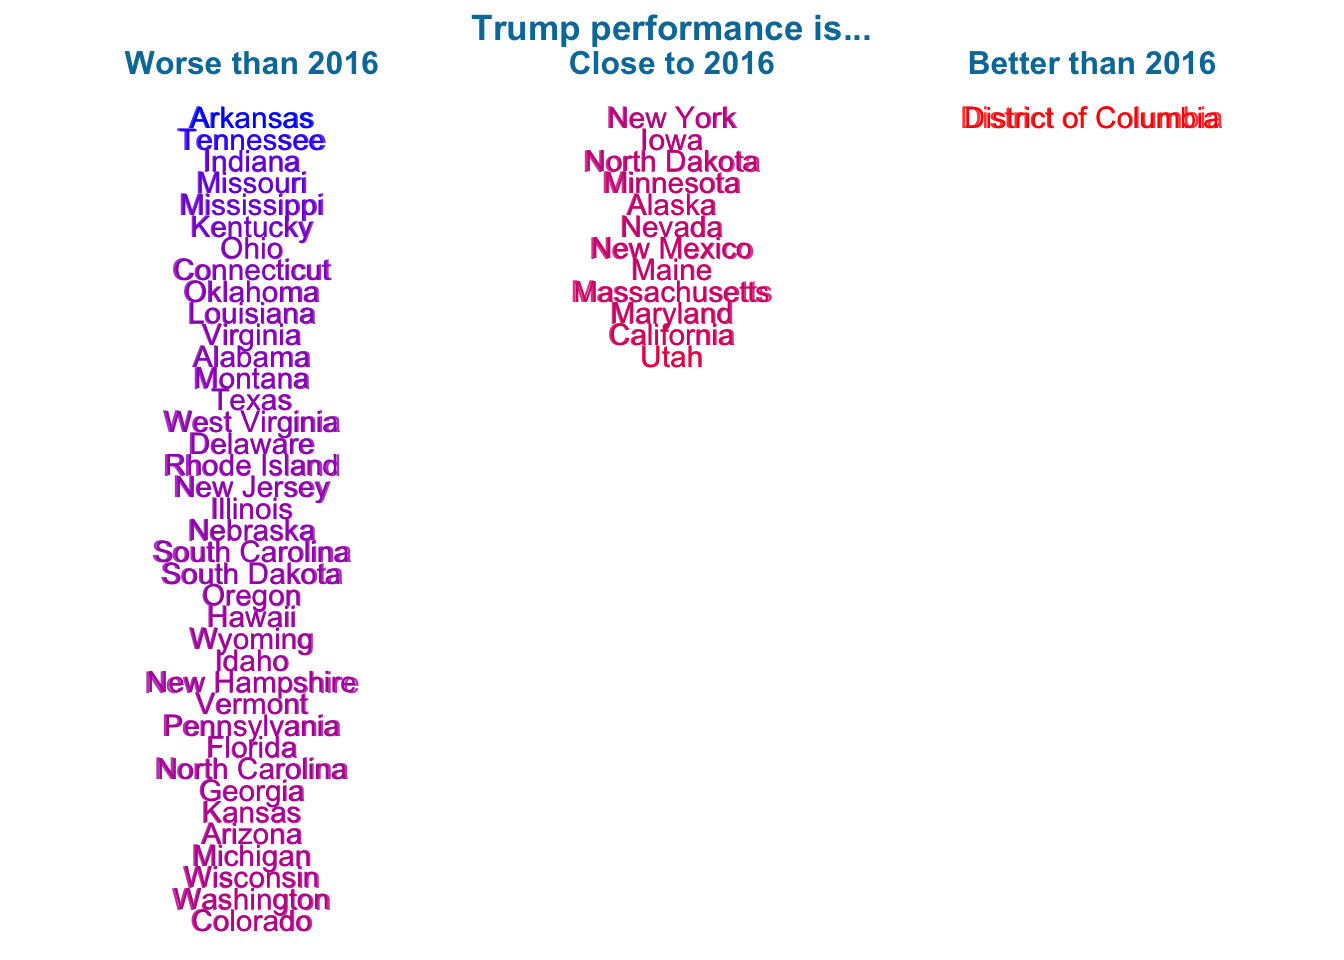 Trump performance is...
Worse than 2016
Close to 2016
Better than 2016
Arkansas
Tennessee
Indiana
Missouri
Mississippi
Kentucky
Ohio
Connecticut
Oklahoma
Louisiana
Virginia
Alabama
Montana
Texas
West Virginia
Delaware
Rhode Island
New Jersey
Illinois
Nebraska
South Carolina
South Dakota
Oregon
Hawaii
Wyoming
Idaho
New Hampshire
Vermont
Pennsylvania
Florida
North Carolina
Georgia
Kansas
Arizona
Michigan
Wisconsin
Washington
Colorado
New York
Iowa
North Dakota
Minnesota
Alaska
Nevada
New Mexico
Maine
Massachusetts
Maryland
California
Utah
District of Columbia